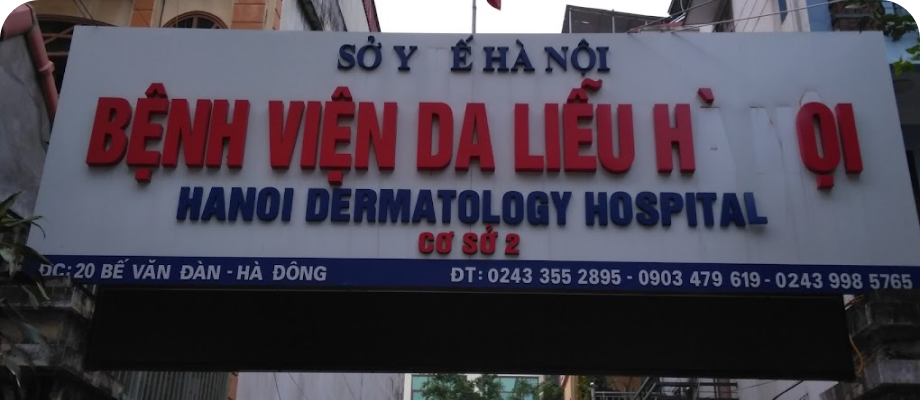 SỞ Y Ế HÀ NỘI
BỆNH VIỆN DA LIỄU H` ỘI
HANOI DERMATOLOGY HOSPITAL
CƠ SỞ 2
ĐC: 20 BẾ VĂN ĐÀN - HÀ ĐÔNG ĐT: 0243 355 2895 - 0903 479 619 - 0243 998 5765